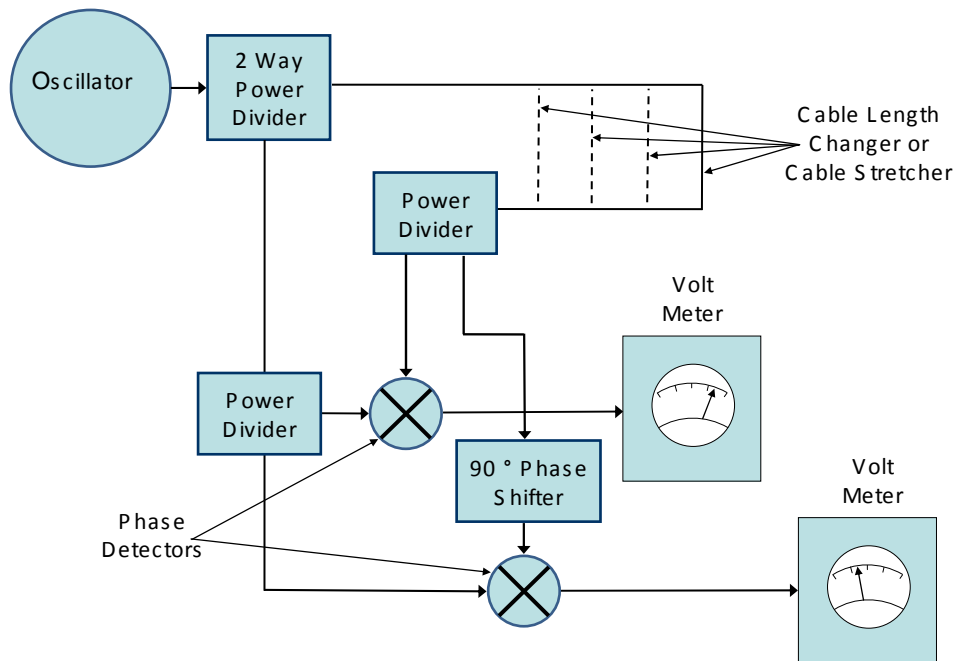 Oscillator
2 Way
Power
Divider
Cable Length
Changer or
Cable Stretcher
Power
Divider
Volt
Meter
Power
Divider
90 ° Phase
Shifter
Volt
Meter
Phase
Detectors